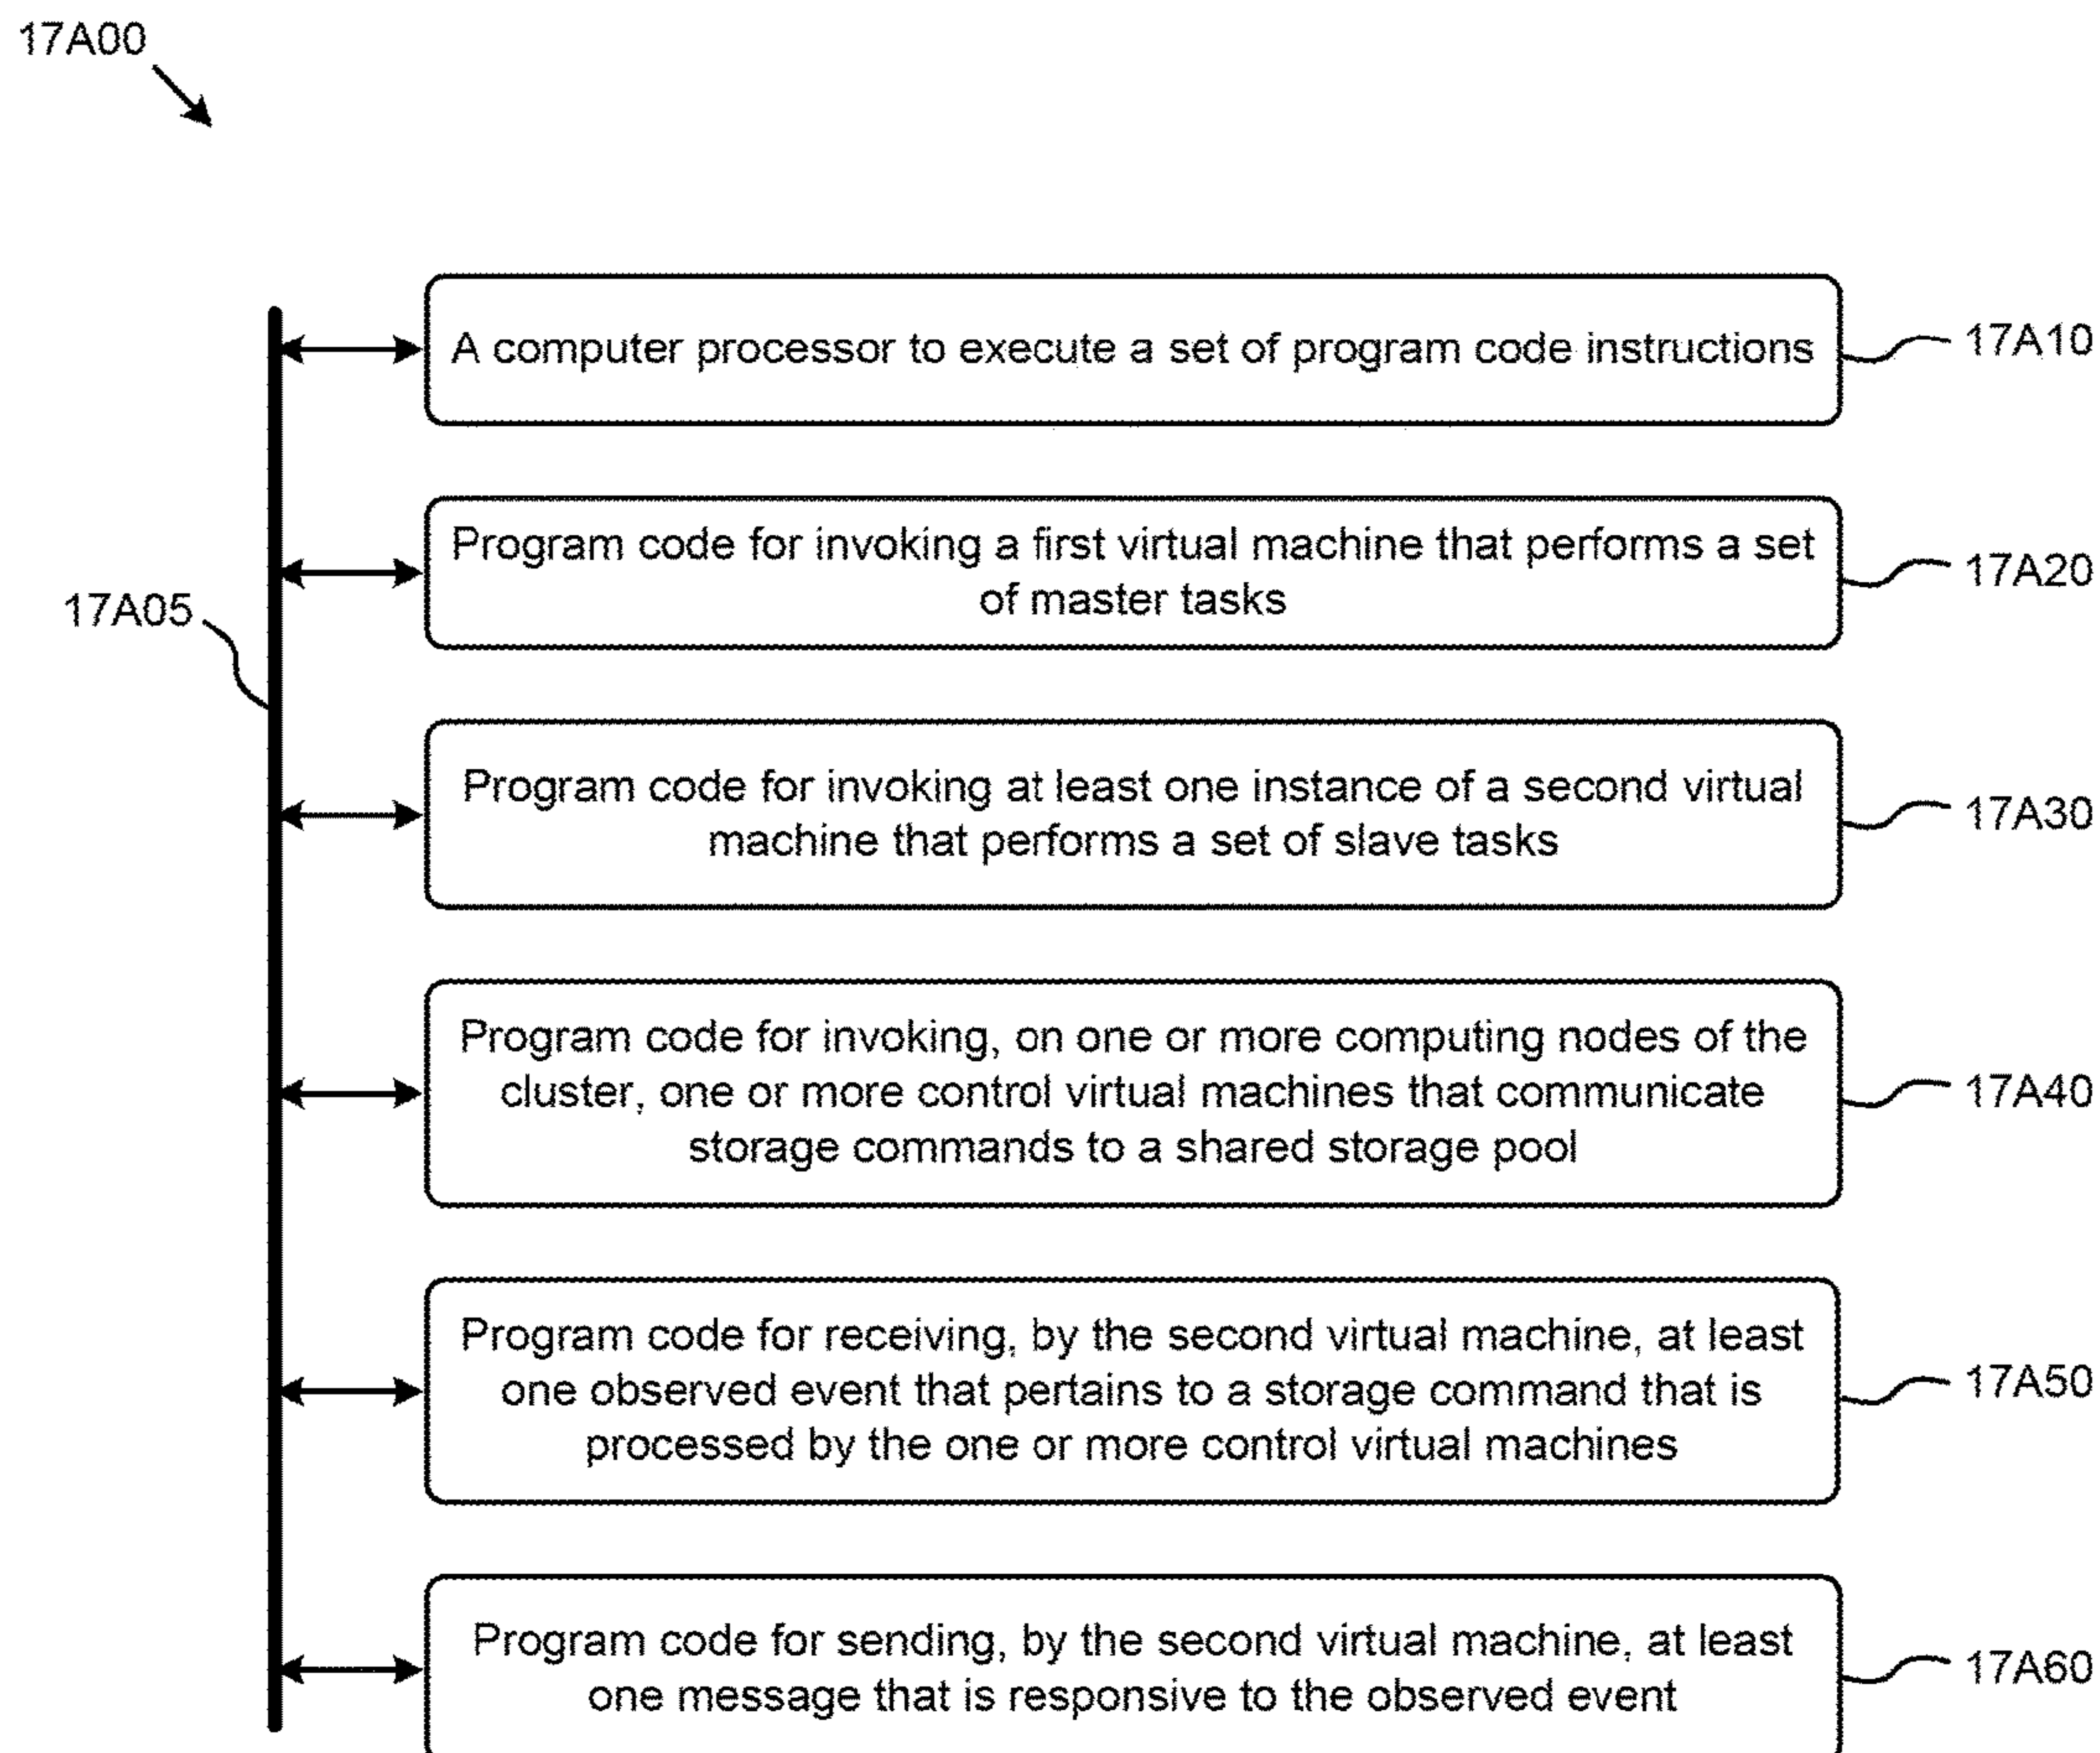 17A00
A computer processor to execute a set of program code instructions
17A10
Program code for invoking a first virtual machine that performs a set
of master tasks
17A20
17A05
Program code for invoking at least one instance of a second virtual
machine that performs a set of slave tasks
17A30
Program code for invoking, on one or more computing nodes of the
cluster, one or more control virtual machines that communicate
storage commands to a shared storage pool
17A40
Program code for receiving, by the second virtual machine, at least
one observed event that pertains to a storage command that is
processed by the one or more control virtual machines
17A50
Program code for sending, by the second virtual machine, at least
one message that is responsive to the observed event
17A60